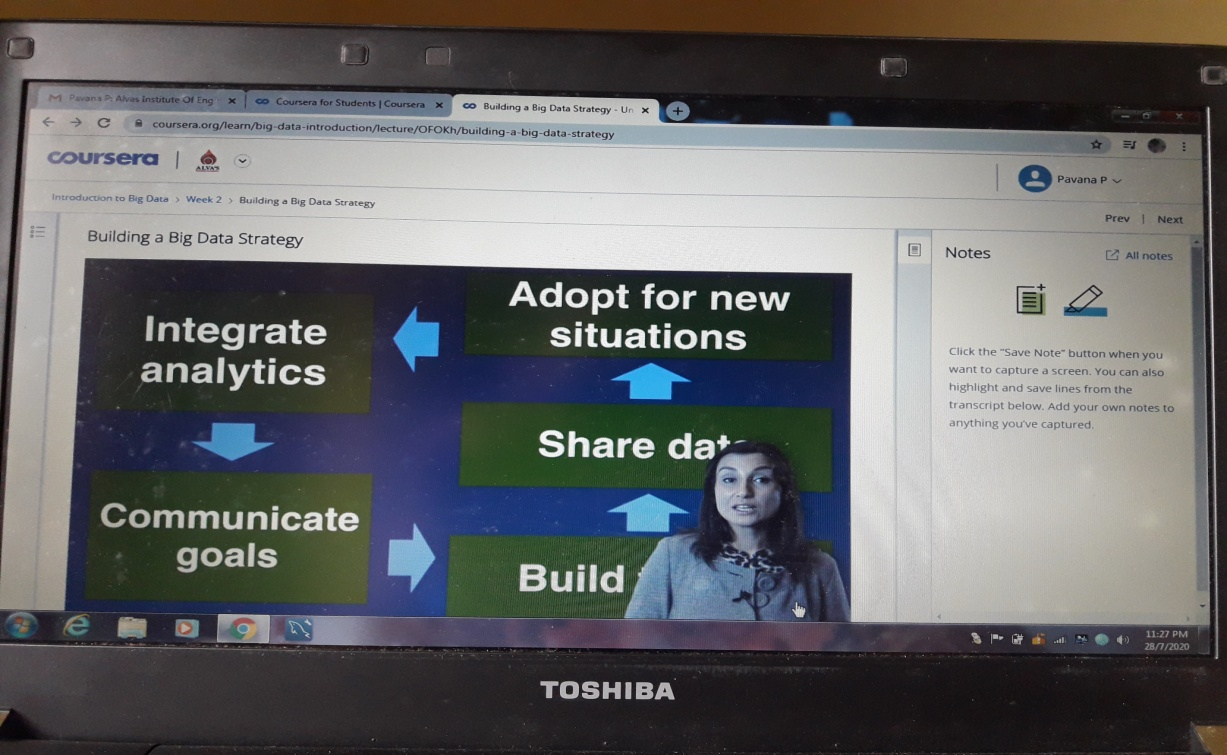 Pavana P: Alvas Institute Of Eng
Coursera for Students | Coursera
Building a Big Data Strategy - Un
coursera.org/learn/big-data-introduction/lecture/OFOKh/building-a-big-data-strategy
coursera
ALVA'S
Pavana P
Introduction to Big Data > Week 2 > Building a Big Data Strategy
Prev | Next
Building a Big Data Strategy
Notes
All notes
Integrate
analytics
Adopt for new
situations
Share dat
Communicate
goals
Build
Click the "Save Note" button when you
want to capture a screen. You can also
highlight and save lines from the
transcript below. Add your own notes to
anything you've captured.
11:27 PM
28/7/2020
TOSHIBA